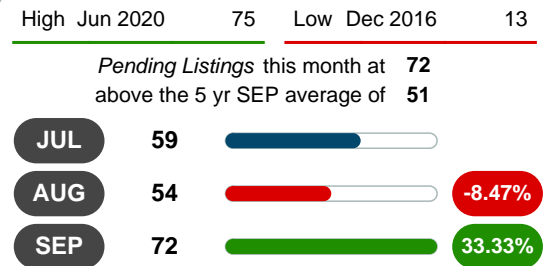 High Jun 2020 75 Low Dec 2016 13
Pending Listings this month at 72
above the 5 yr SEP average of 51
JUL 59
AUG 54 -8.47%
SEP 72 33.33%